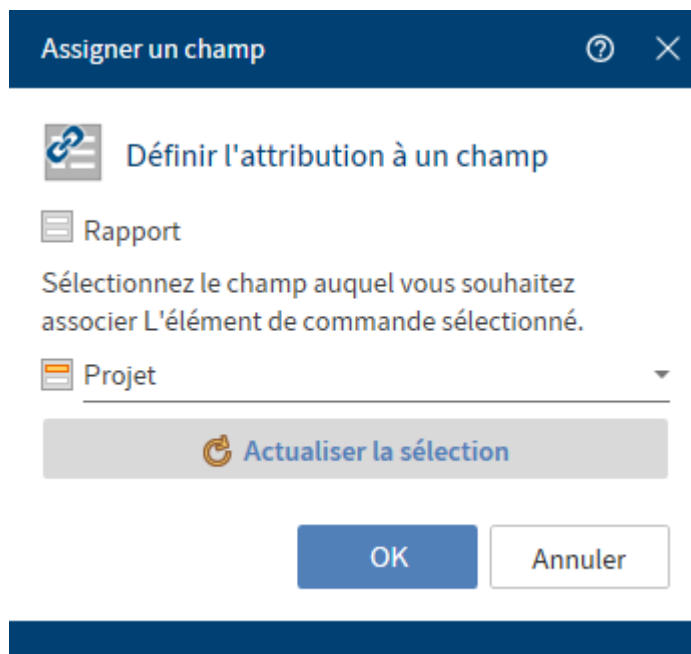 Assigner un champ
Définir l'attribution à un champ
Rapport
Sélectionnez le champ auquel vous souhaitez
associer L'élément de commande sélectionné.
Projet
Actualiser la sélection
OK
Annuler